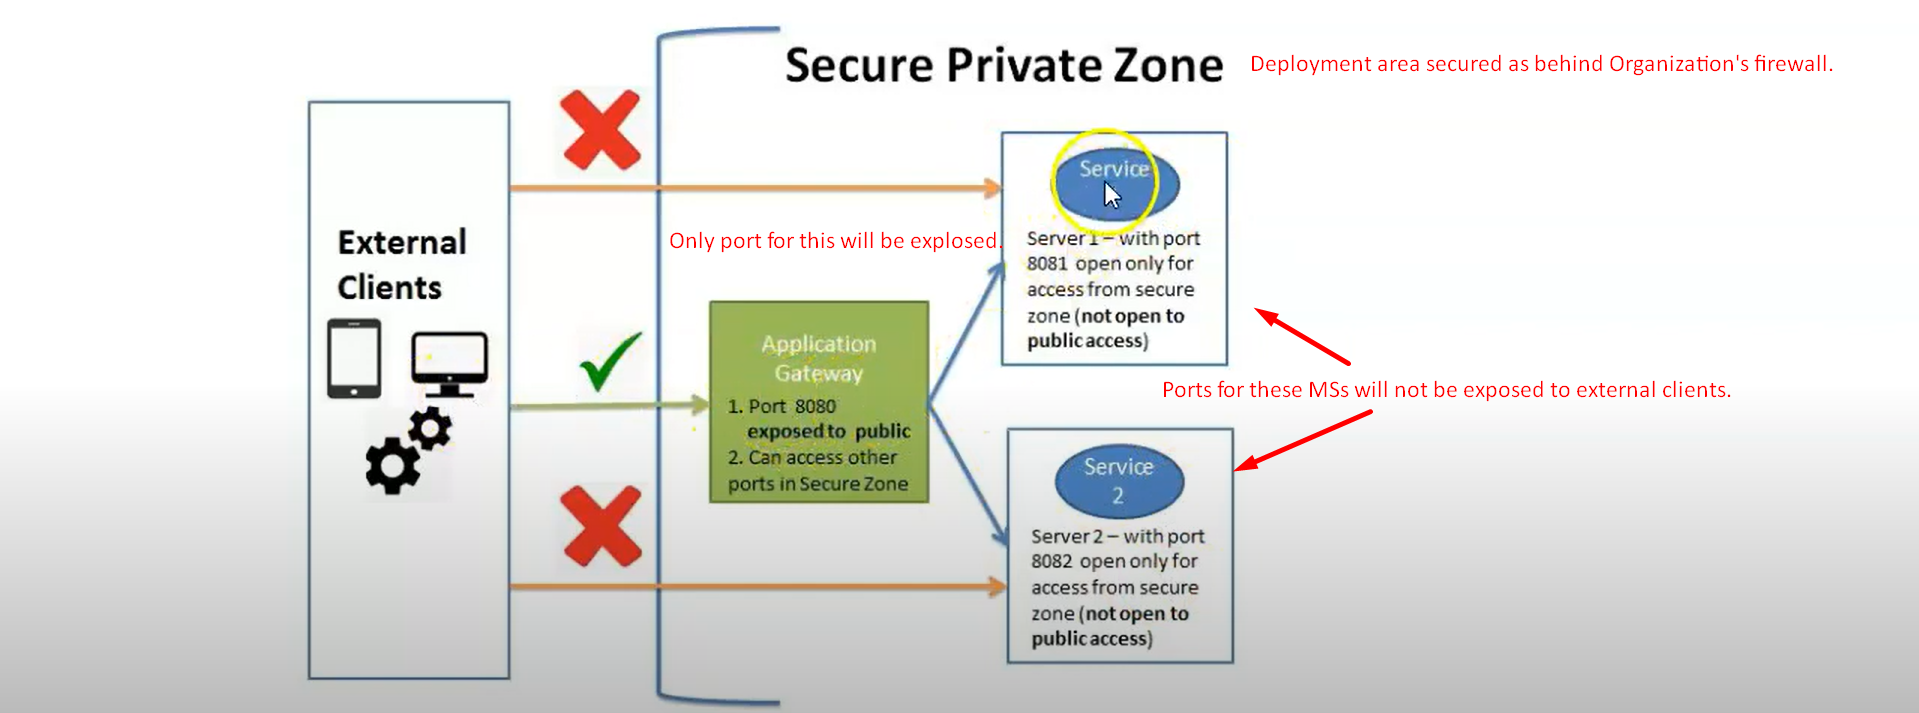 Secure Private Zone
Deployment area secured as behind Organization's firewall.
External
Clients
Only port for this will be explosed.
Application
Gateway
1. Port 8080
exposed to public
2. Can access other
ports in Secure Zone
Service
Server 1 – with port
8081 open only for
access from secure
zone (not open to
public access)
Ports for these MSs will not be exposed to external clients.
Service
2
Server 2 – with port
8082 open only for
access from secure
zone (not open to
public access)